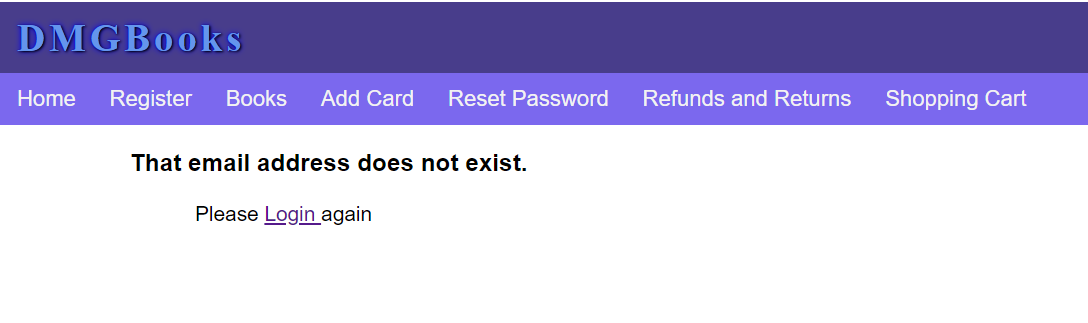 DMGBooks
Home Register Books Add Card Reset Password Refunds and Returns Shopping Cart
That email address does not exist.
Please Login again